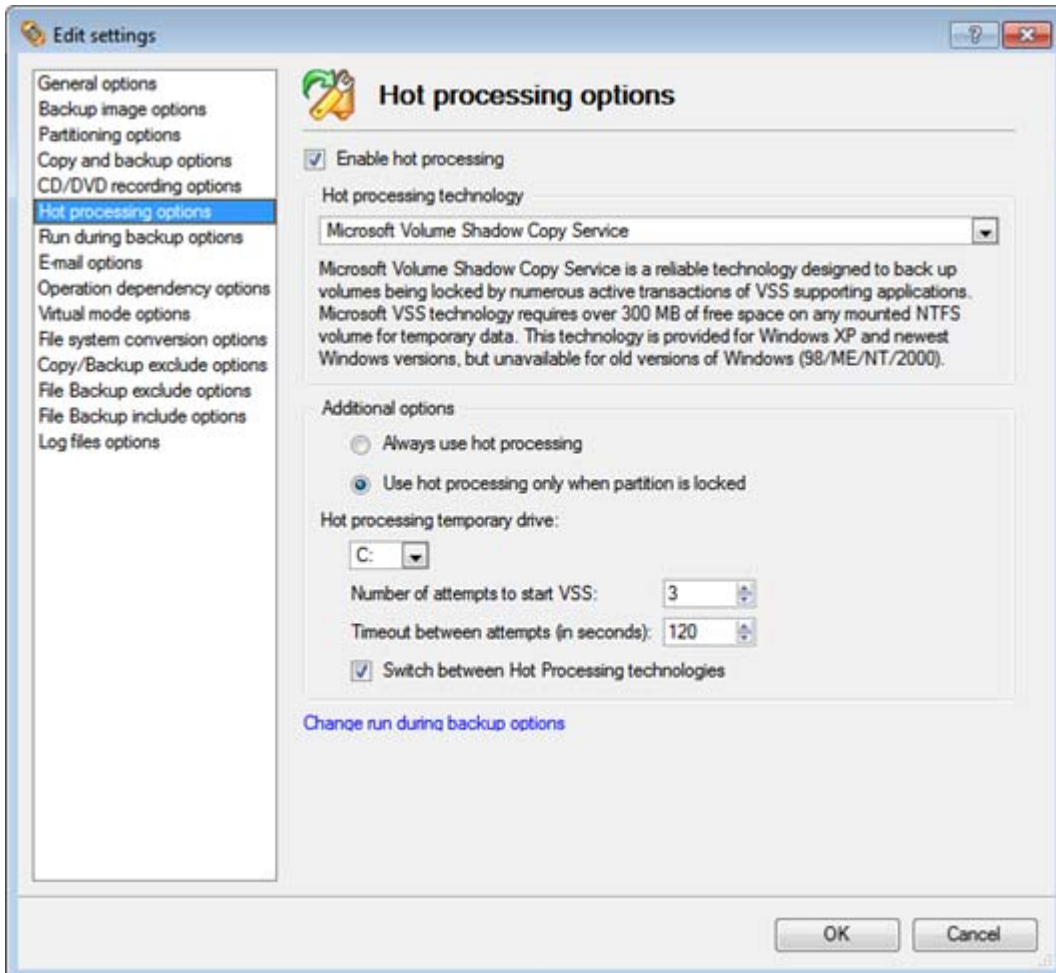 Edit settings
General options
Backup image options
Partitioning options
Copy and backup options
CD/DVD recording options
Hot processing options
Run during backup options
E-mail options
Operation dependency options
Virtual mode options
File system conversion options
Copy/Backup exclude options
File Backup exclude options
File Backup include options
Log files options
Hot processing options
Enable hot processing
Hot processing technology
Microsoft Volume Shadow Copy Service
Microsoft Volume Shadow Copy Service is a reliable technology designed to back up
volumes being locked by numerous active transactions of VSS supporting applications.
Microsoft VSS technology requires over 300 MB of free space on any mounted NTFS
volume for temporary data. This technology is provided for Windows XP and newest
Windows versions, but unavailable for old versions of Windows (98/ME/NT/2000).
Additional options
Always use hot processing
Use hot processing only when partition is locked
Hot processing temporary drive:
C:
Number of attempts to start VSS: 3
Timeout between attempts (in seconds): 120
Switch between Hot Processing technologies
Change run during backup options
OK Cancel